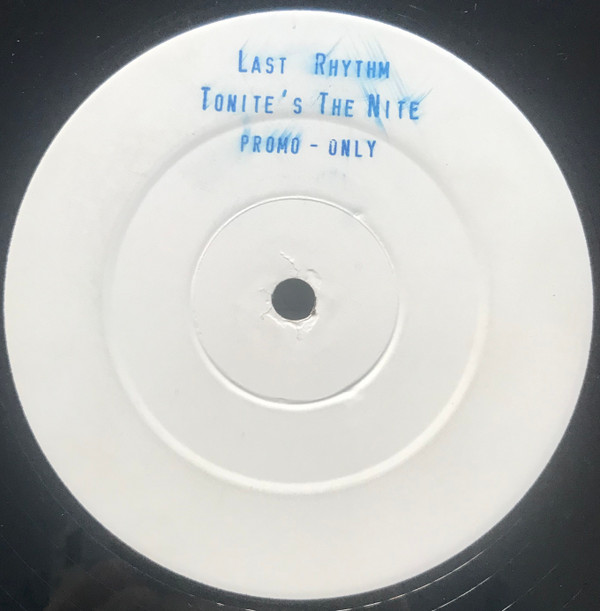 Last Rhythm
Tonite's The Nite
PROMO - ONLY